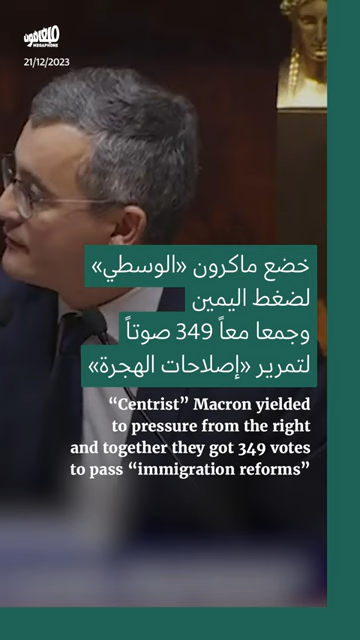 ميغافون
MEGAPHONE
21/12/2023
خضع ماكرون «الوسطي»
لضغط اليمين
وجمعا معاً 349 صوتاً
لتمرير «إصلاحات الهجرة»
“Centrist” Macron yielded
to pressure from the right
and together they got 349 votes
to pass “immigration reforms”